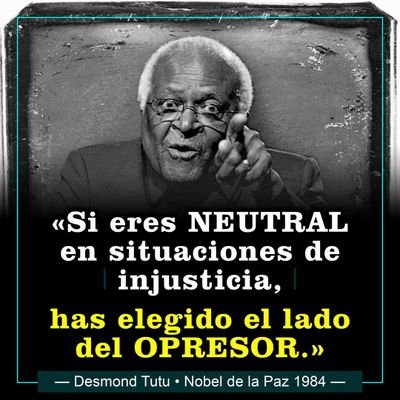 «Si eres NEUTRAL
en situaciones de
injusticia,
has elegido el lado
del OPRESOR.»
— Desmond Tutu • Nobel de la Paz 1984 —